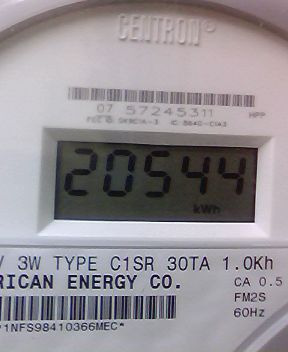 CENTRON®
07 57245311 HPP
20544
kWh
V 3W TYPE C1SR 30TA 1.0Kh
RICAN ENERGY CO. CA 0.5
FM2S
60Hz
*1NFS98410366MEC*